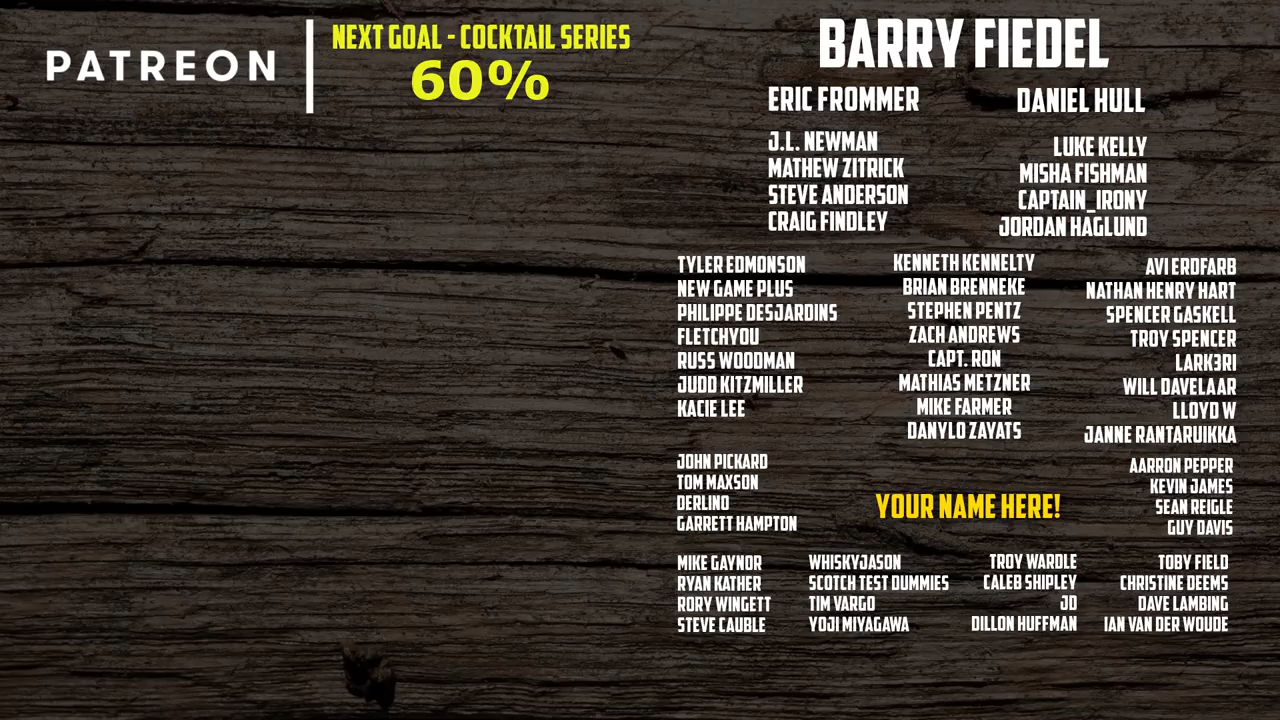 PATREON
NEXT GOAL - COCKTAIL SERIES
60%
BARRY FIEDEL
ERIC FROMMER
DANIEL HULL
J.L. NEWMAN
MATHEW ZITRICK
STEVE ANDERSON
CRAIG FINDLEY
LUKE KELLY
MISHA FISHMAN
CAPTAIN_IRONY
JORDAN HAGLUND
TYLER EDMONSON
NEW GAME PLUS
PHILIPPE DESJARDINS
FLETCHYOU
RUSS WOODMAN
JUDD KITZMILLER
KACIE LEE
KENNETH KENNELTY
BRIAN BRENNEKE
STEPHEN PENTZ
ZACH ANDREWS
CAPT. RON
MATHIAS METZNER
MIKE FARMER
DANYLO ZAYATS
AVI ERDFARB
NATHAN HENRY HART
SPENCER GASKELL
TROY SPENCER
LARK3RI
WILL DAVELAAR
LLOYD W
JANNE RANTARUIKKA
JOHN PICKARD
TOM MAXSON
DERLINO
GARRETT HAMPTON
YOUR NAME HERE!
AARRON PEPPER
KEVIN JAMES
SEAN REIGLE
GUY DAVIS
MIKE GAYNOR
RYAN KATHER
RORY WINGETT
STEVE CAUBLE
WHISKYJASON
SCOTCH TEST DUMMIES
TIM VARGO
YOJI MIYAGAWA
TROY WARDLE
CALEB SHIPLEY
JD
DILLON HUFFMAN
TOBY FIELD
CHRISTINE DEEMS
DAVE LAMBING
IAN VAN DER WOUDE